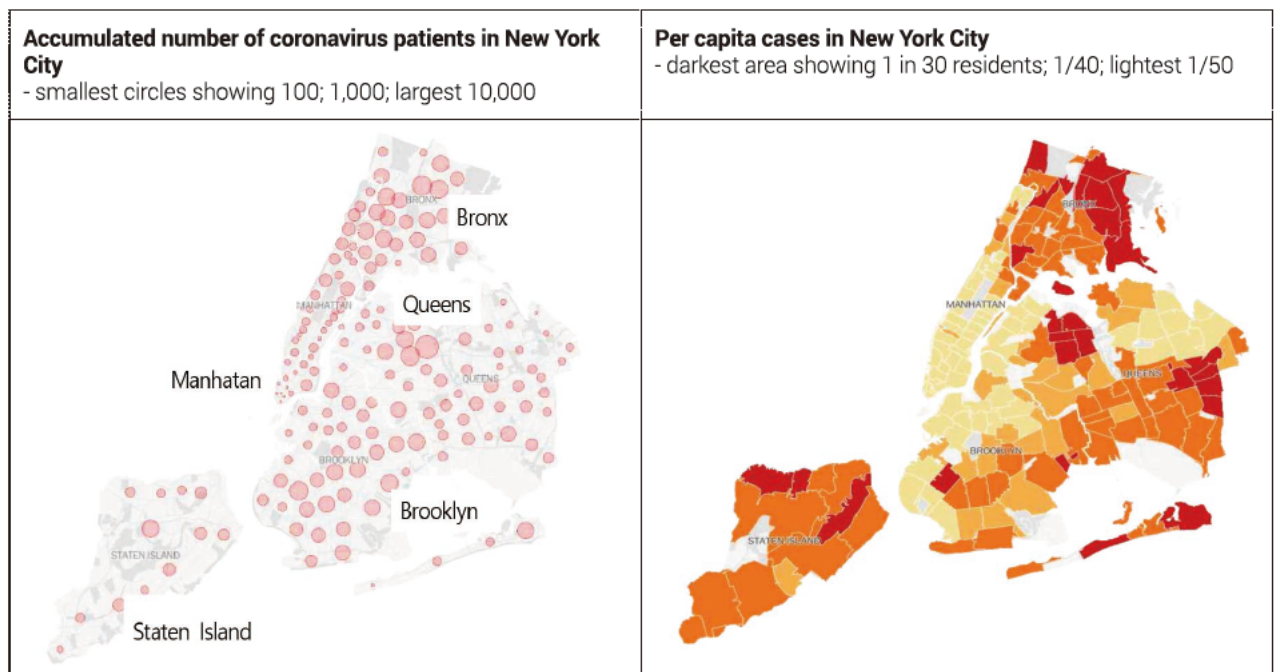 Accumulated number of coronavirus patients in New York
City
- smallest circles showing 100; 1,000; largest 10,000
Per capita cases in New York City
- darkest area showing 1 in 30 residents; 1/40; lightest 1/50
BRONX
Bronx
Queens
MANHATTAN
Manhatan
QUEENS
BROOKLYN
Brooklyn
STATEN ISLAND
Staten Island
BRONX
MANHATTAN
QUEENS
BROOKLYN
STATEN ISLAND